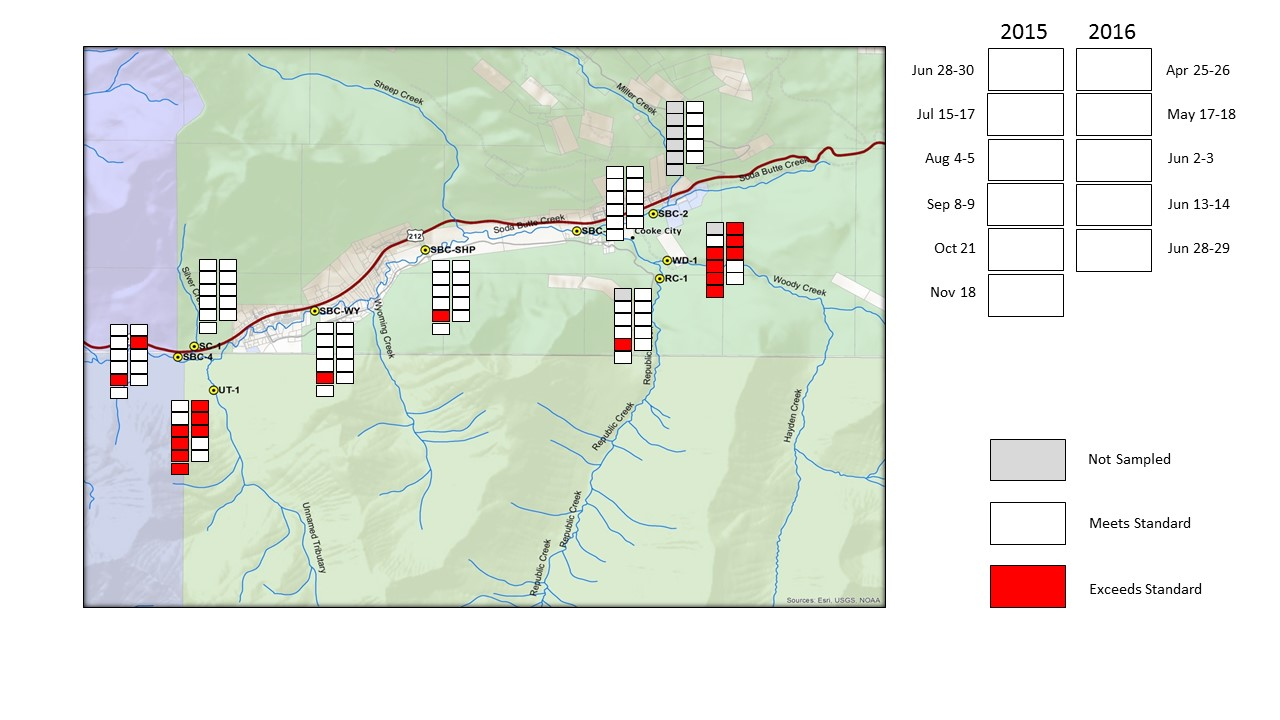 2015
2016
Jun 28-30
Apr 25-26
Jul 15-17
May 17-18
Aug 4-5
Jun 2-3
Sep 8-9
Jun 13-14
Oct 21
Jun 28-29
Nov 18
Not Sampled
Meets Standard
Exceeds Standard
Sheep Creek
Miller Creek
Soda Butte Creek
SBC-2
Soda Butte Creek
212
SBC-
Cooke City
SBC-SHP
WD-1
RC-1
Woody Creek
Silver Cre
SBC-WY
Wyoming Creek
SC-1
SBC-4
UT-1
Republic
Republic Creek
Hayden Creek
Republic Creek
Republic Creek
Unnamed Tributary
Sources: Esri, USGS, NOAA